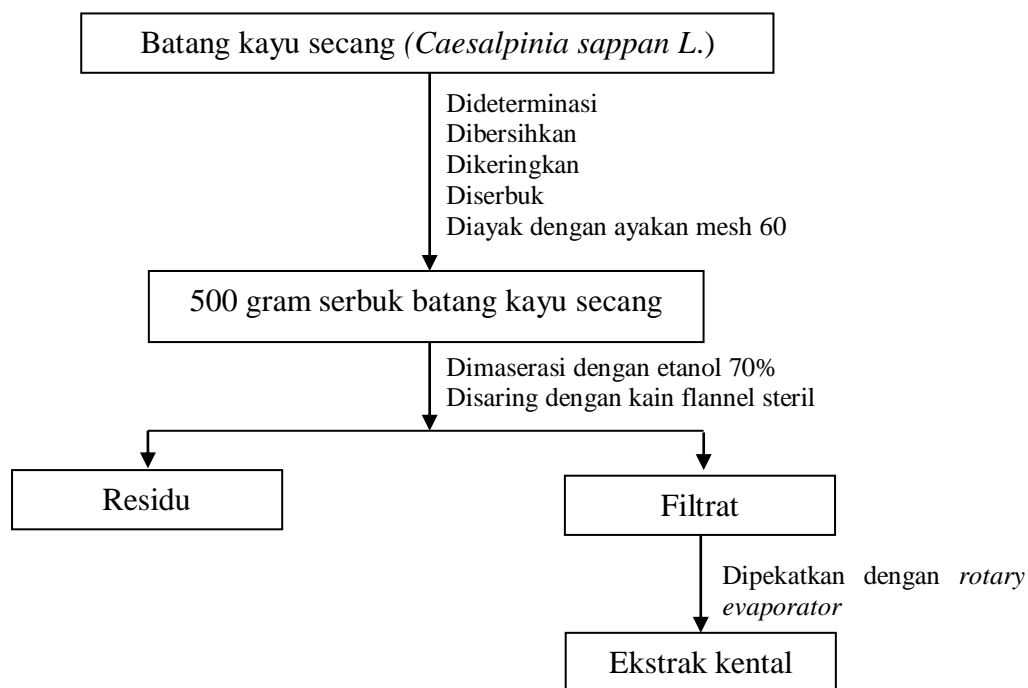 Batang kayu secang (Caesalpinia sappan L.)
Dideterminasi
Dibersihkan
Dikeringkan
Diserbuk
Diayak dengan ayakan mesh 60
500 gram serbuk batang kayu secang
Dimaserasi dengan etanol 70%
Disaring dengan kain flannel steril
Residu
Filtrat
Dipekatkan dengan rotary
evaporator
Ekstrak kental